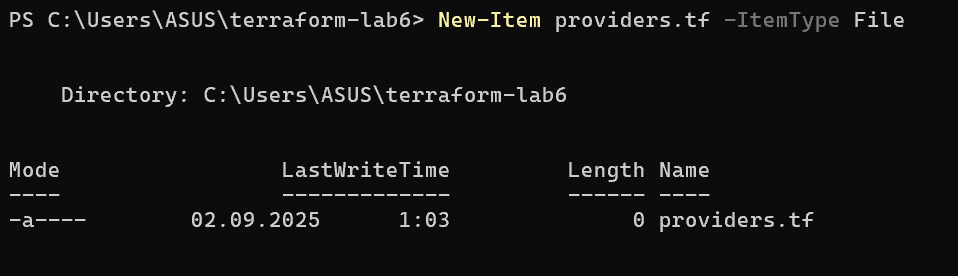 PS C:\Users\ASUS\terraform-lab6> New-Item providers.tf -ItemType File
Directory: C:\Users\ASUS\terraform-lab6
Mode                 LastWriteTime         Length Name
----                 -------------         ------ ----
-a----        02.09.2025      1:03              0 providers.tf